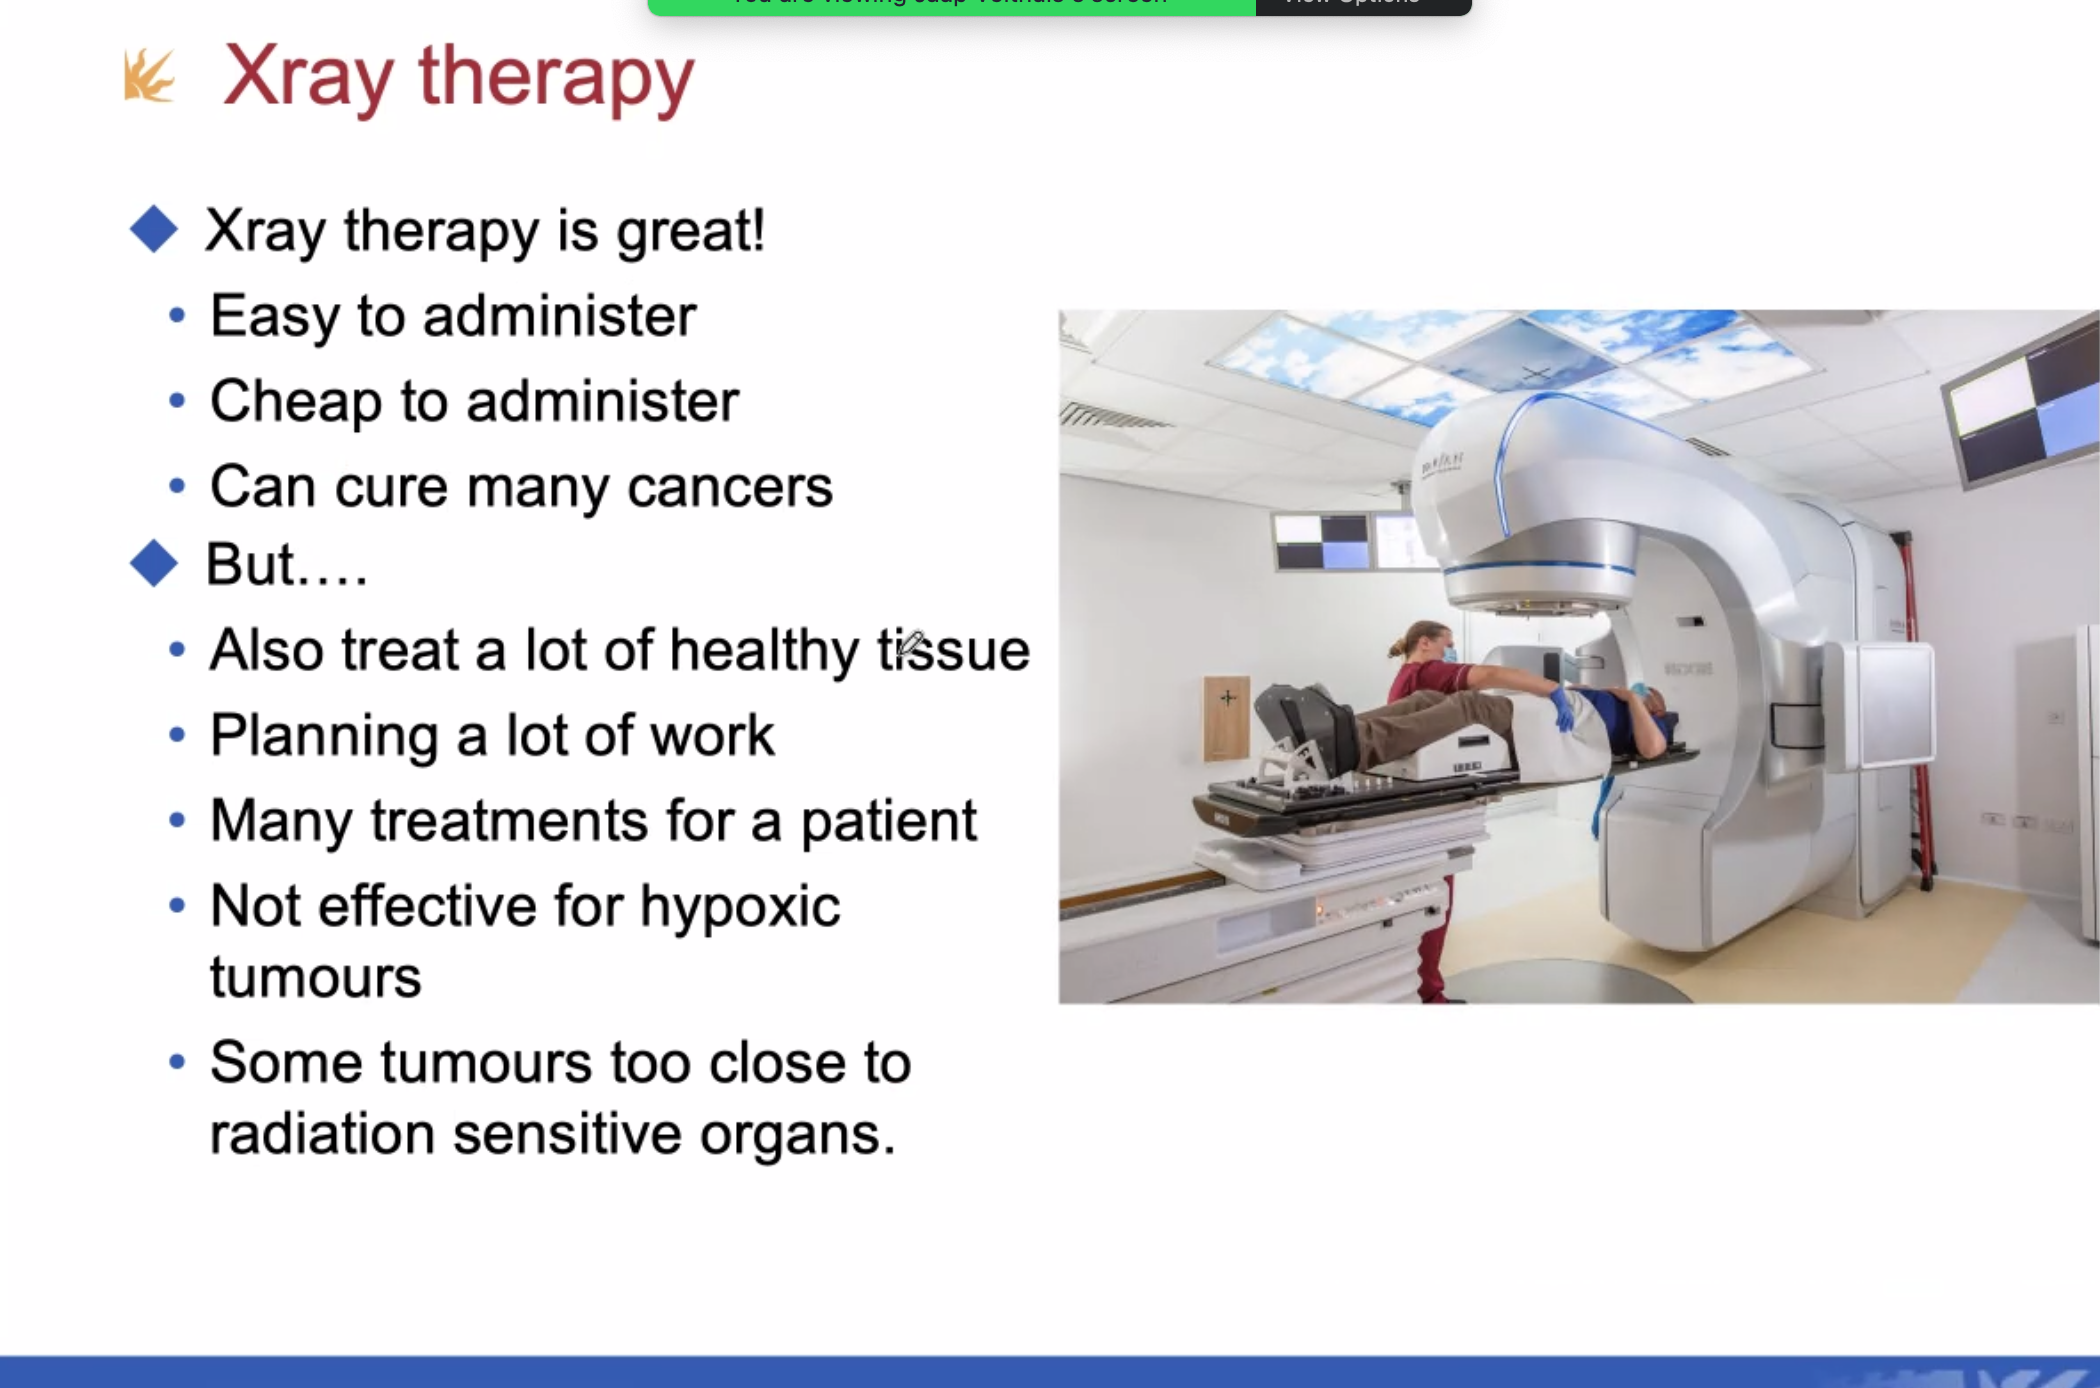 Xray therapy
Xray therapy is great!
Easy to administer
Cheap to administer
Can cure many cancers
But....
Also treat a lot of healthy tissue
Planning a lot of work
Many treatments for a patient
Not effective for hypoxic
tumours
Some tumours too close to
radiation sensitive organs.